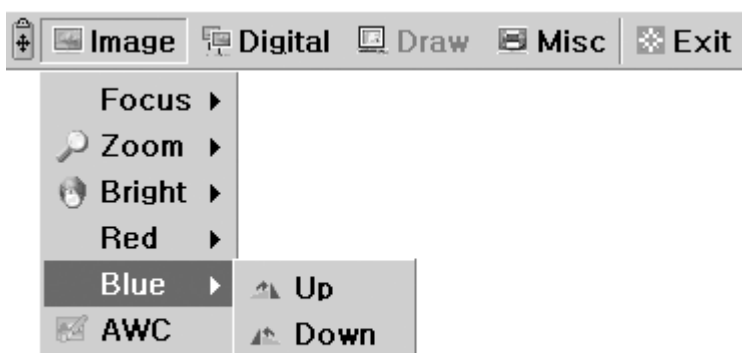 Image Digital Draw Misc Exit
Focus
Zoom
Bright
Red
Blue
Up
AWC
Down